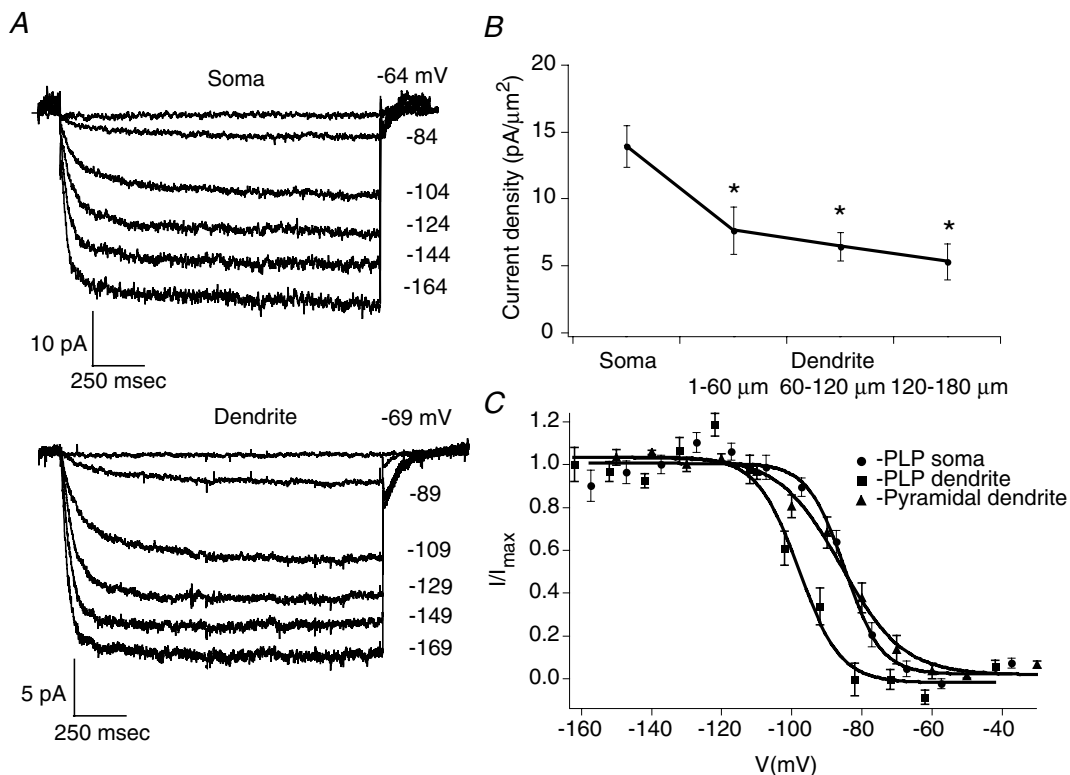 A
Soma
-64 mV
-84
-104
-124
-144
-164
10 pA
250 msec
Dendrite
-69 mV
-89
-109
-129
-149
-169
5 pA
250 msec
B
Current density (pA/μm²)
20
15
10
5
0
*
*
*
Soma
Dendrite
1-60 μm
60-120 μm
120-180 μm
C
I/Imax
1.2
1.0
0.8
0.6
0.4
0.2
0.0
-PLP soma
-PLP dendrite
-Pyramidal dendrite
-160
-140
-120
-100
-80
-60
-40
V(mV)